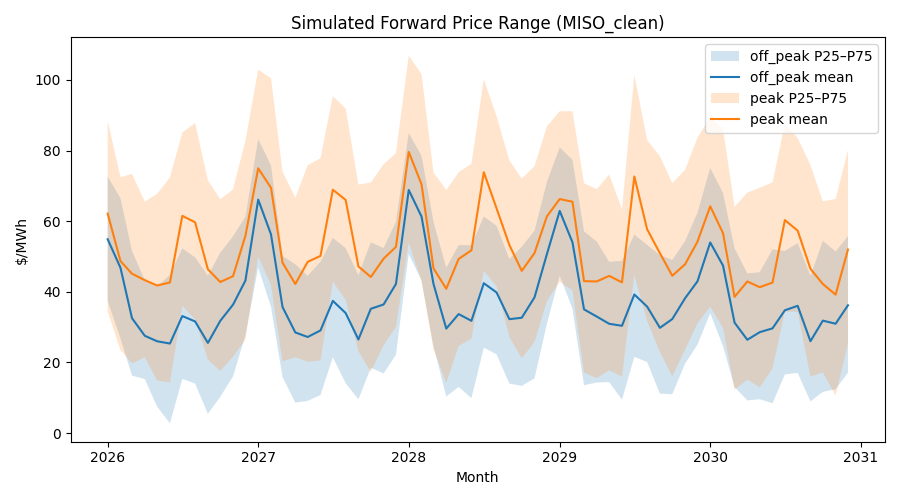 Simulated Forward Price Range (MISO_clean)
off_peak P25–P75
off_peak mean
peak P25–P75
peak mean
100
80
60
40
20
0
$/MWh
2026
2027
2028
2029
2030
2031
Month